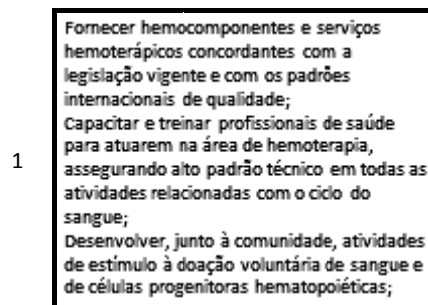 Fornecer hemocomponentes e serviços
hemoterápicos concordantes com a
legislação vigente e com os padrões
internacionais de qualidade;
Capacitar e treinar profissionais de saúde
para atuarem na área de hemoterapia,
1
assegurando alto padrão técnico em todas as
atividades relacionadas com o ciclo do
sangue;
Desenvolver, junto à comunidade, atividades
de estímulo à doação voluntária de sangue e
de células progenitoras hematopoiéticas;